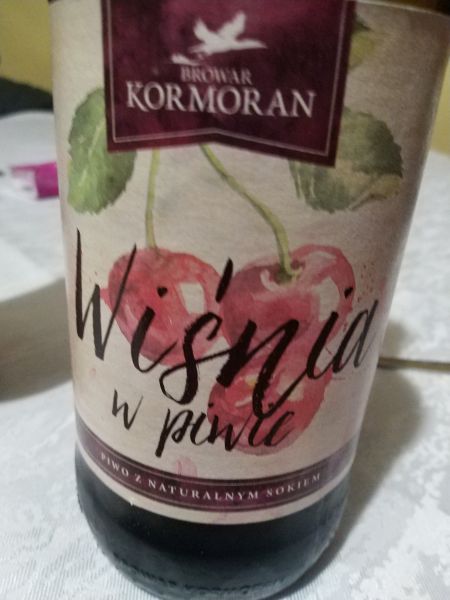 BROWAR
KORMORAN
Wiśnia
w piwie
PIWO Z NATURALNYM SOKIEM